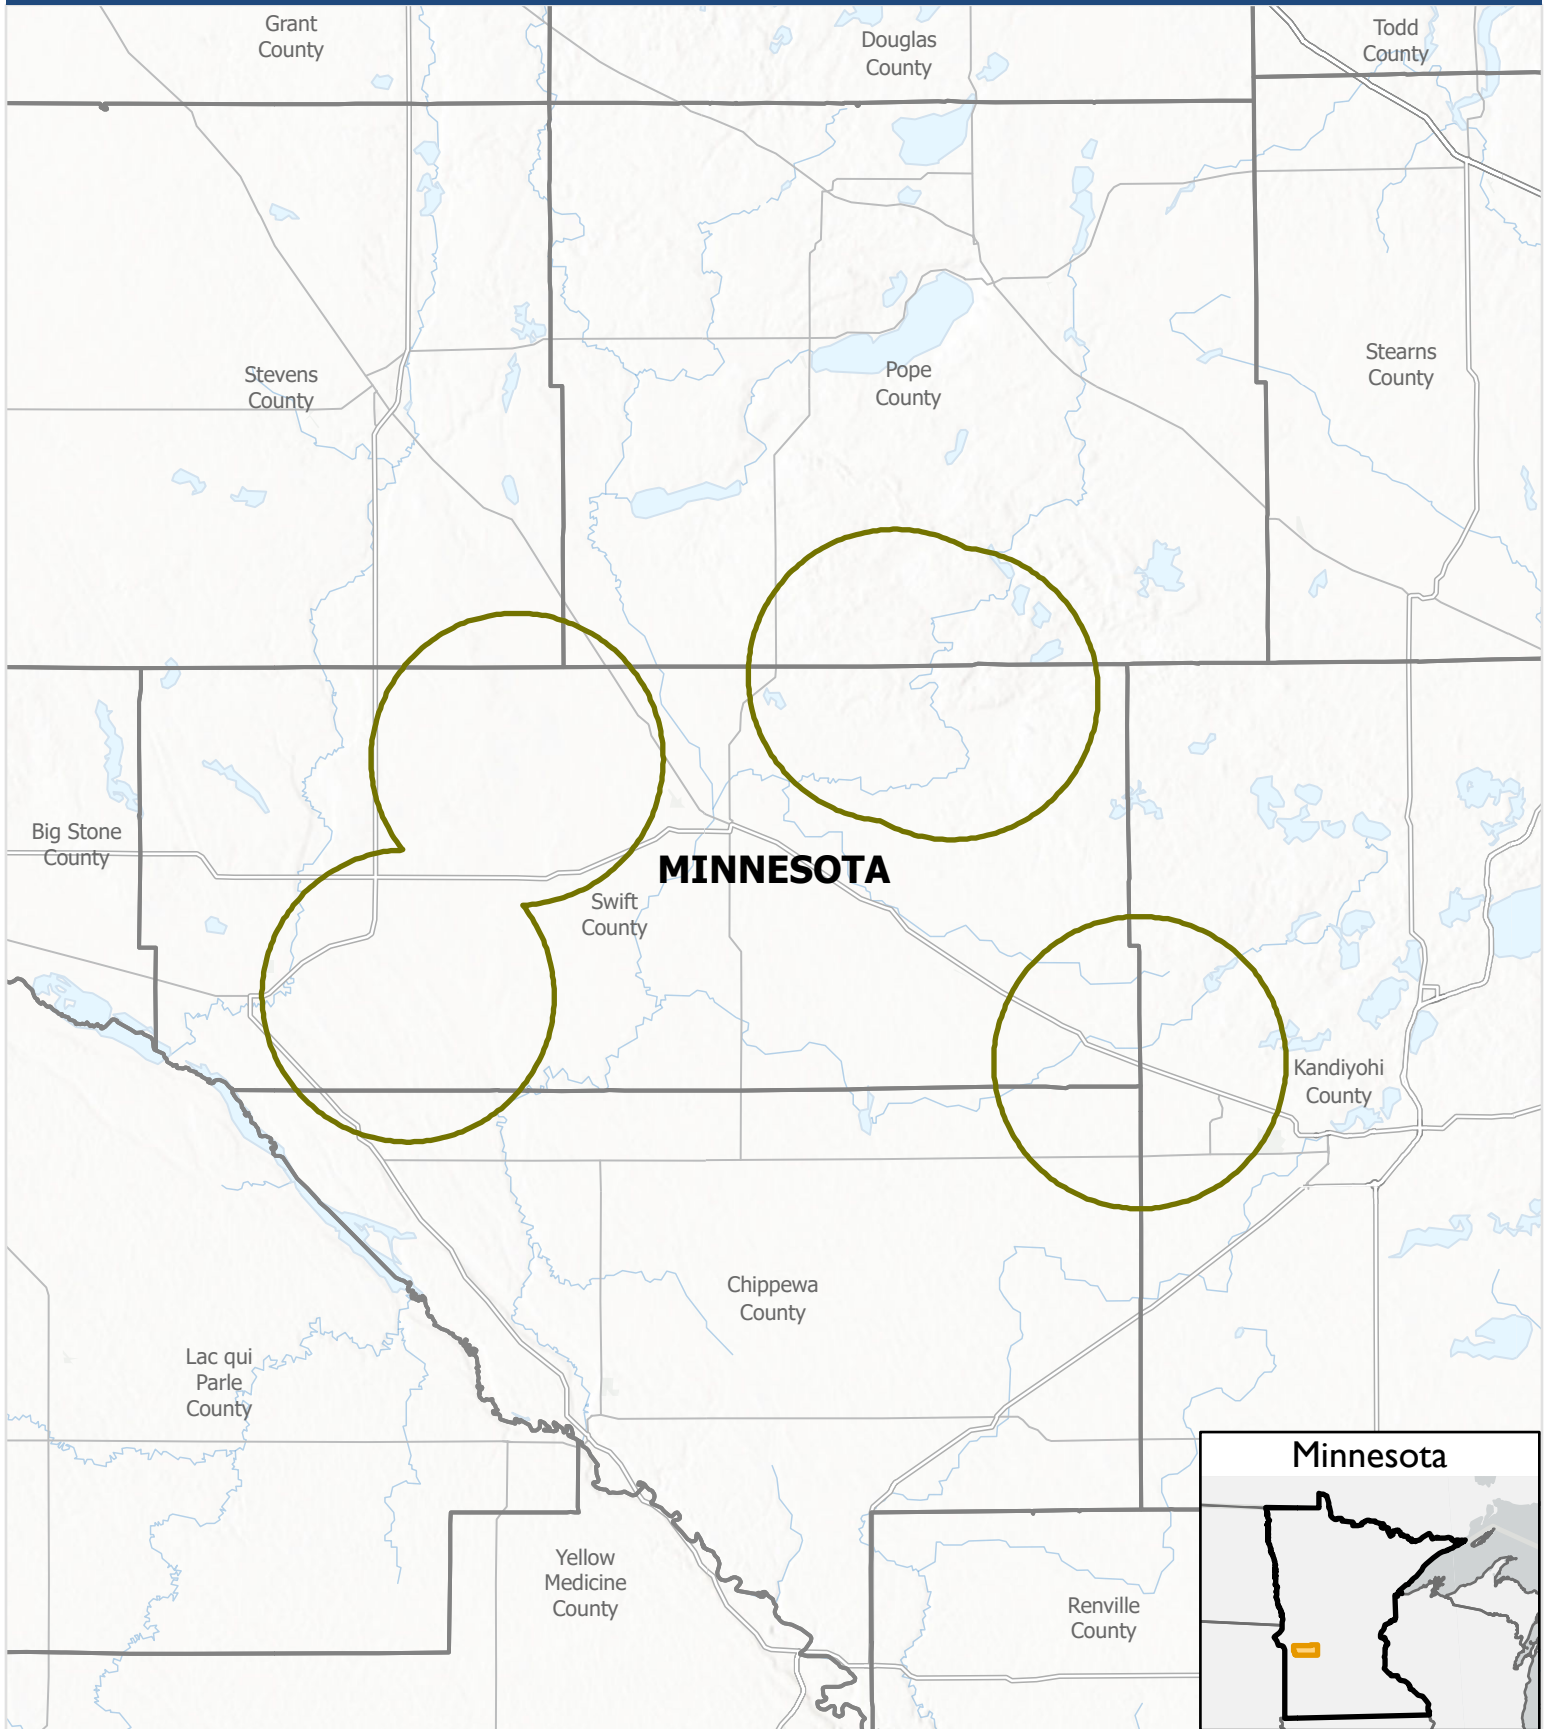 Grant
County
Douglas
County
Todd
County
Stevens
County
Pope
County
Stearns
County
Big Stone
County
MINNESOTA
Swift
County
Kandiyohi
County
Chippewa
County
Lac qui
Parle
County
Minnesota
Yellow
Medicine
County
Renville
County